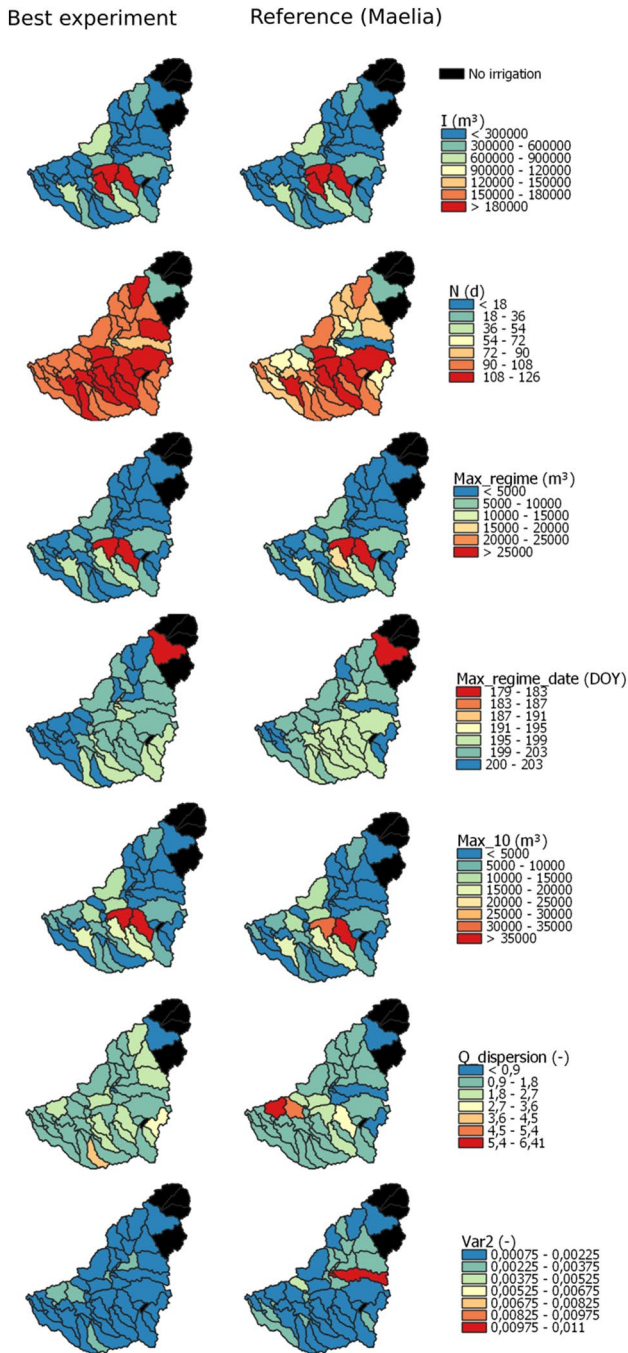 Best experiment
Reference (Maelia)
No irrigation
I (m³)
< 300000
300000 - 600000
600000 - 900000
900000 - 120000
120000 - 150000
150000 - 180000
> 180000
N (d)
< 18
18 - 36
36 - 54
54 - 72
72 - 90
90 - 108
108 - 126
Max_regime (m³)
< 5000
5000 - 10000
10000 - 15000
15000 - 20000
20000 - 25000
> 25000
Max_regime_date (DOY)
179 - 183
183 - 187
187 - 191
191 - 195
195 - 199
199 - 203
200 - 203
Max_10 (m³)
< 5000
5000 - 10000
10000 - 15000
15000 - 20000
20000 - 25000
25000 - 30000
30000 - 35000
> 35000
Q_dispersion (-)
< 0,9
0,9 - 1,8
1,8 - 2,7
2,7 - 3,6
3,6 - 4,5
4,5 - 5,4
5,4 - 6,41
Var2 (-)
0,00075 - 0,00225
0,00225 - 0,00375
0,00375 - 0,00525
0,00525 - 0,00675
0,00675 - 0,00825
0,00825 - 0,00975
0,00975 - 0,011